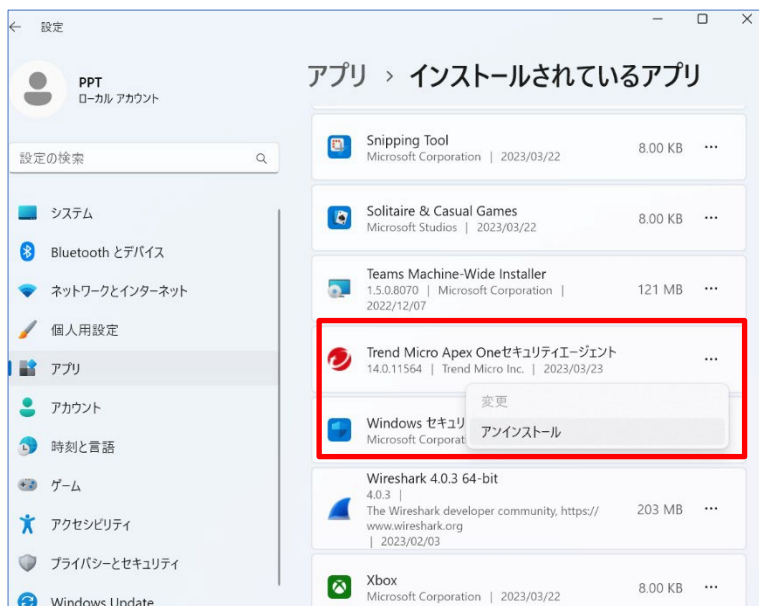 設定
PPT
ローカル アカウント
設定の検索
システム
Bluetooth とデバイス
ネットワークとインターネット
個人用設定
アプリ
アカウント
時刻と言語
ゲーム
アクセシビリティ
プライバシーとセキュリティ
Windows Update
アプリ › インストールされているアプリ
Snipping Tool
Microsoft Corporation | 2023/03/22
8.00 KB
Solitaire & Casual Games
Microsoft Studios | 2023/03/22
8.00 KB
Teams Machine-Wide Installer
1.5.0.8070 | Microsoft Corporation |
2022/12/07
121 MB
Trend Micro Apex Oneセキュリティエージェント
14.0.11564 | Trend Micro Inc. | 2023/03/23
変更
アンインストール
Windows セキュリ
Microsoft Corporat
Wireshark 4.0.3 64-bit
4.0.3 |
The Wireshark developer community, https://
www.wireshark.org
| 2023/02/03
203 MB
Xbox
Microsoft Corporation | 2023/03/22
8.00 KB